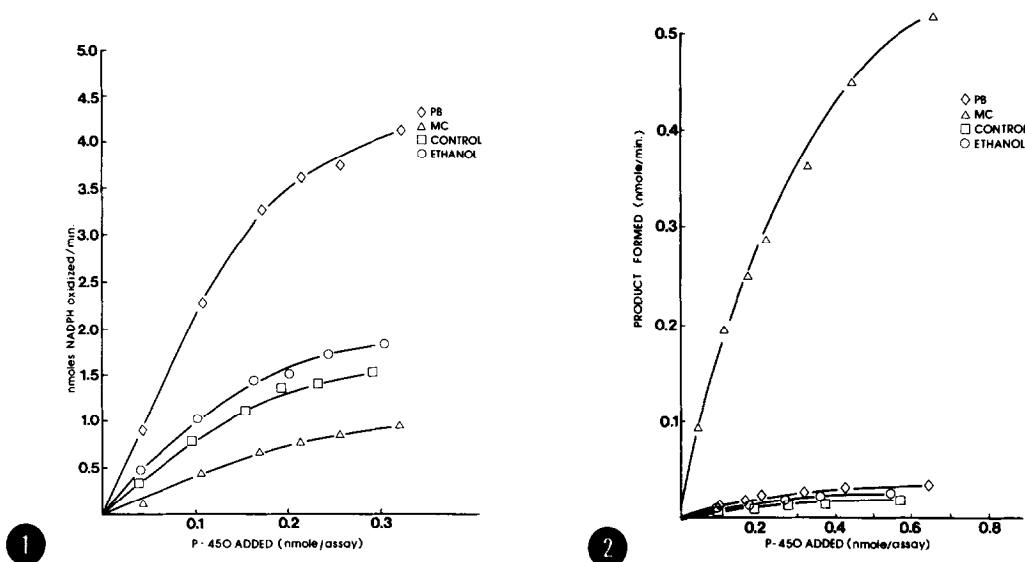 5.0
4.5
4.0
3.5
3.0
2.5
2.0
1.5
1.0
0.5
nmoles NADPH oxidized/min.
0.1
0.2
0.3
P-450 ADDED (nmole/assay)
PB
MC
CONTROL
ETHANOL
1
0.5
0.4
0.3
0.2
0.1
PRODUCT FORMED (nmole/min.)
0.2
0.4
0.6
0.8
P-450 ADDED (nmole/assay)
PB
MC
CONTROL
ETHANOL
2